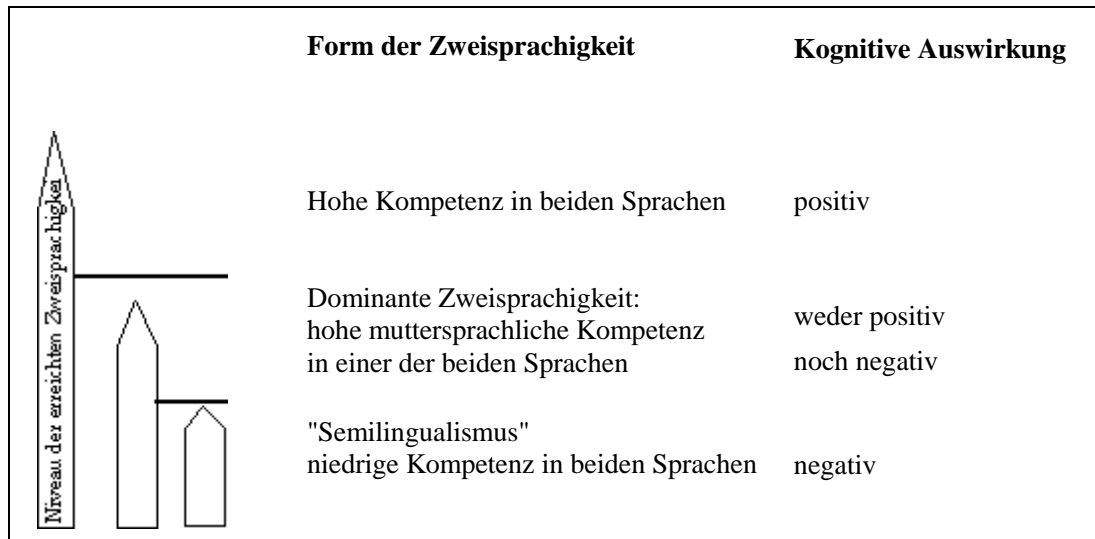 Form der Zweisprachigkeit
Kognitive Auswirkung
Niveau der erreichten Zweisprachigkei
Hohe Kompetenz in beiden Sprachen
positiv
Dominante Zweisprachigkeit:
hohe muttersprachliche Kompetenz
in einer der beiden Sprachen
weder positiv
noch negativ
"Semilingualismus"
niedrige Kompetenz in beiden Sprachen
negativ